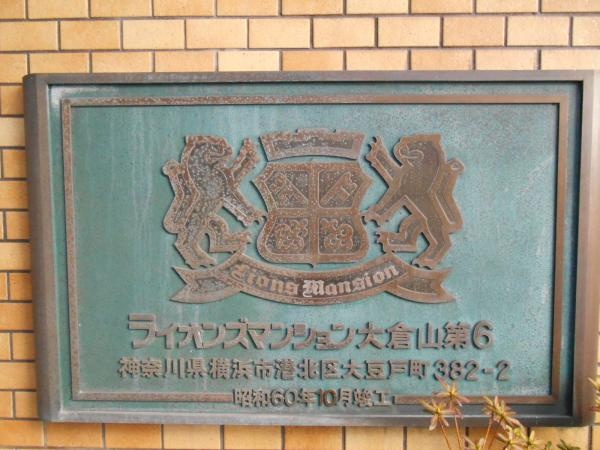 Lions Mansion
ライオンズマンション大倉山第6
神奈川県横浜市港北区大豆戸町382-2
昭和60年10月竣工